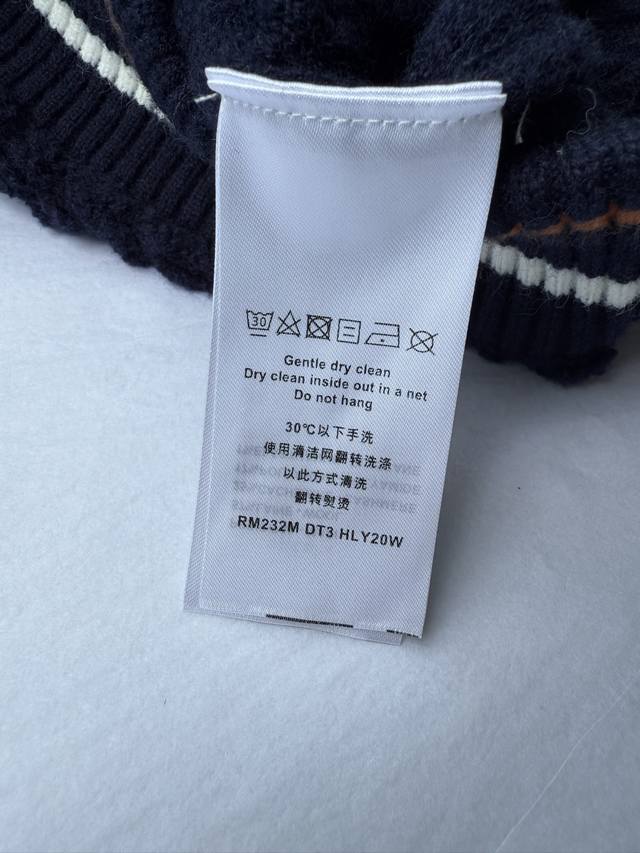 30
Gentle dry clean
Dry clean inside out in a net
Do not hang
30℃以下手洗
使用清洁网翻转洗涤
以此方式清洗
翻转熨烫
RM232M DT3 HLY20W